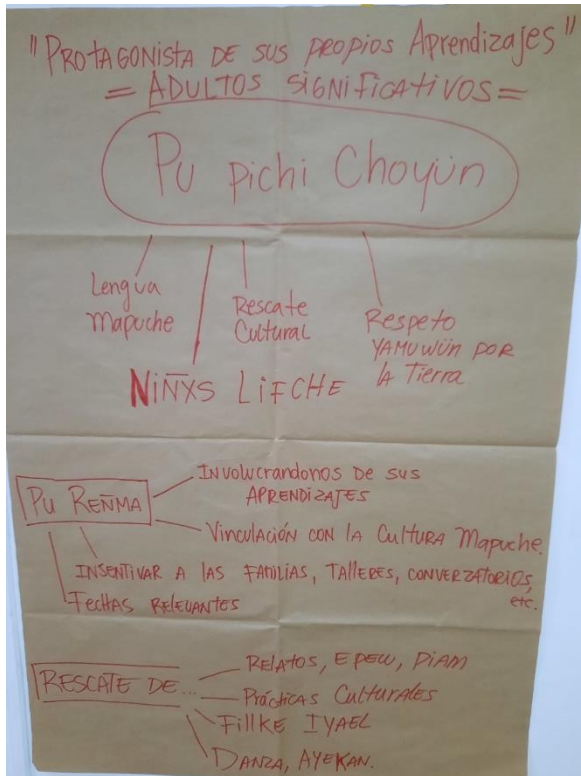 "PROTAGONISTA DE SUS PROPIOS Aprendizajes"
= ADULTOS SIGNIFICATIVOS =
Pu pichi Choyün
Lengua
Mapuche
Rescate
Cultural
Respeto
YAMUWÜN POR
la Tierra
NIÑXS LIFCHE
PU REÑMA
INVOLUCRANDONOS DE SUS
APRENDIZAJES
Vinculación CON LA CULTURA Mapuche.
INSENTIVAR A LAS FAMILIAS, TALLERES, CONVERZATORIOS,
etc.
FECHAS RELEVANTES
RESCATE DE...
RELATOS, EPEW, PIAM
Prácticas Culturales
FillKE IYAEL
DANZA, AYEKAN.